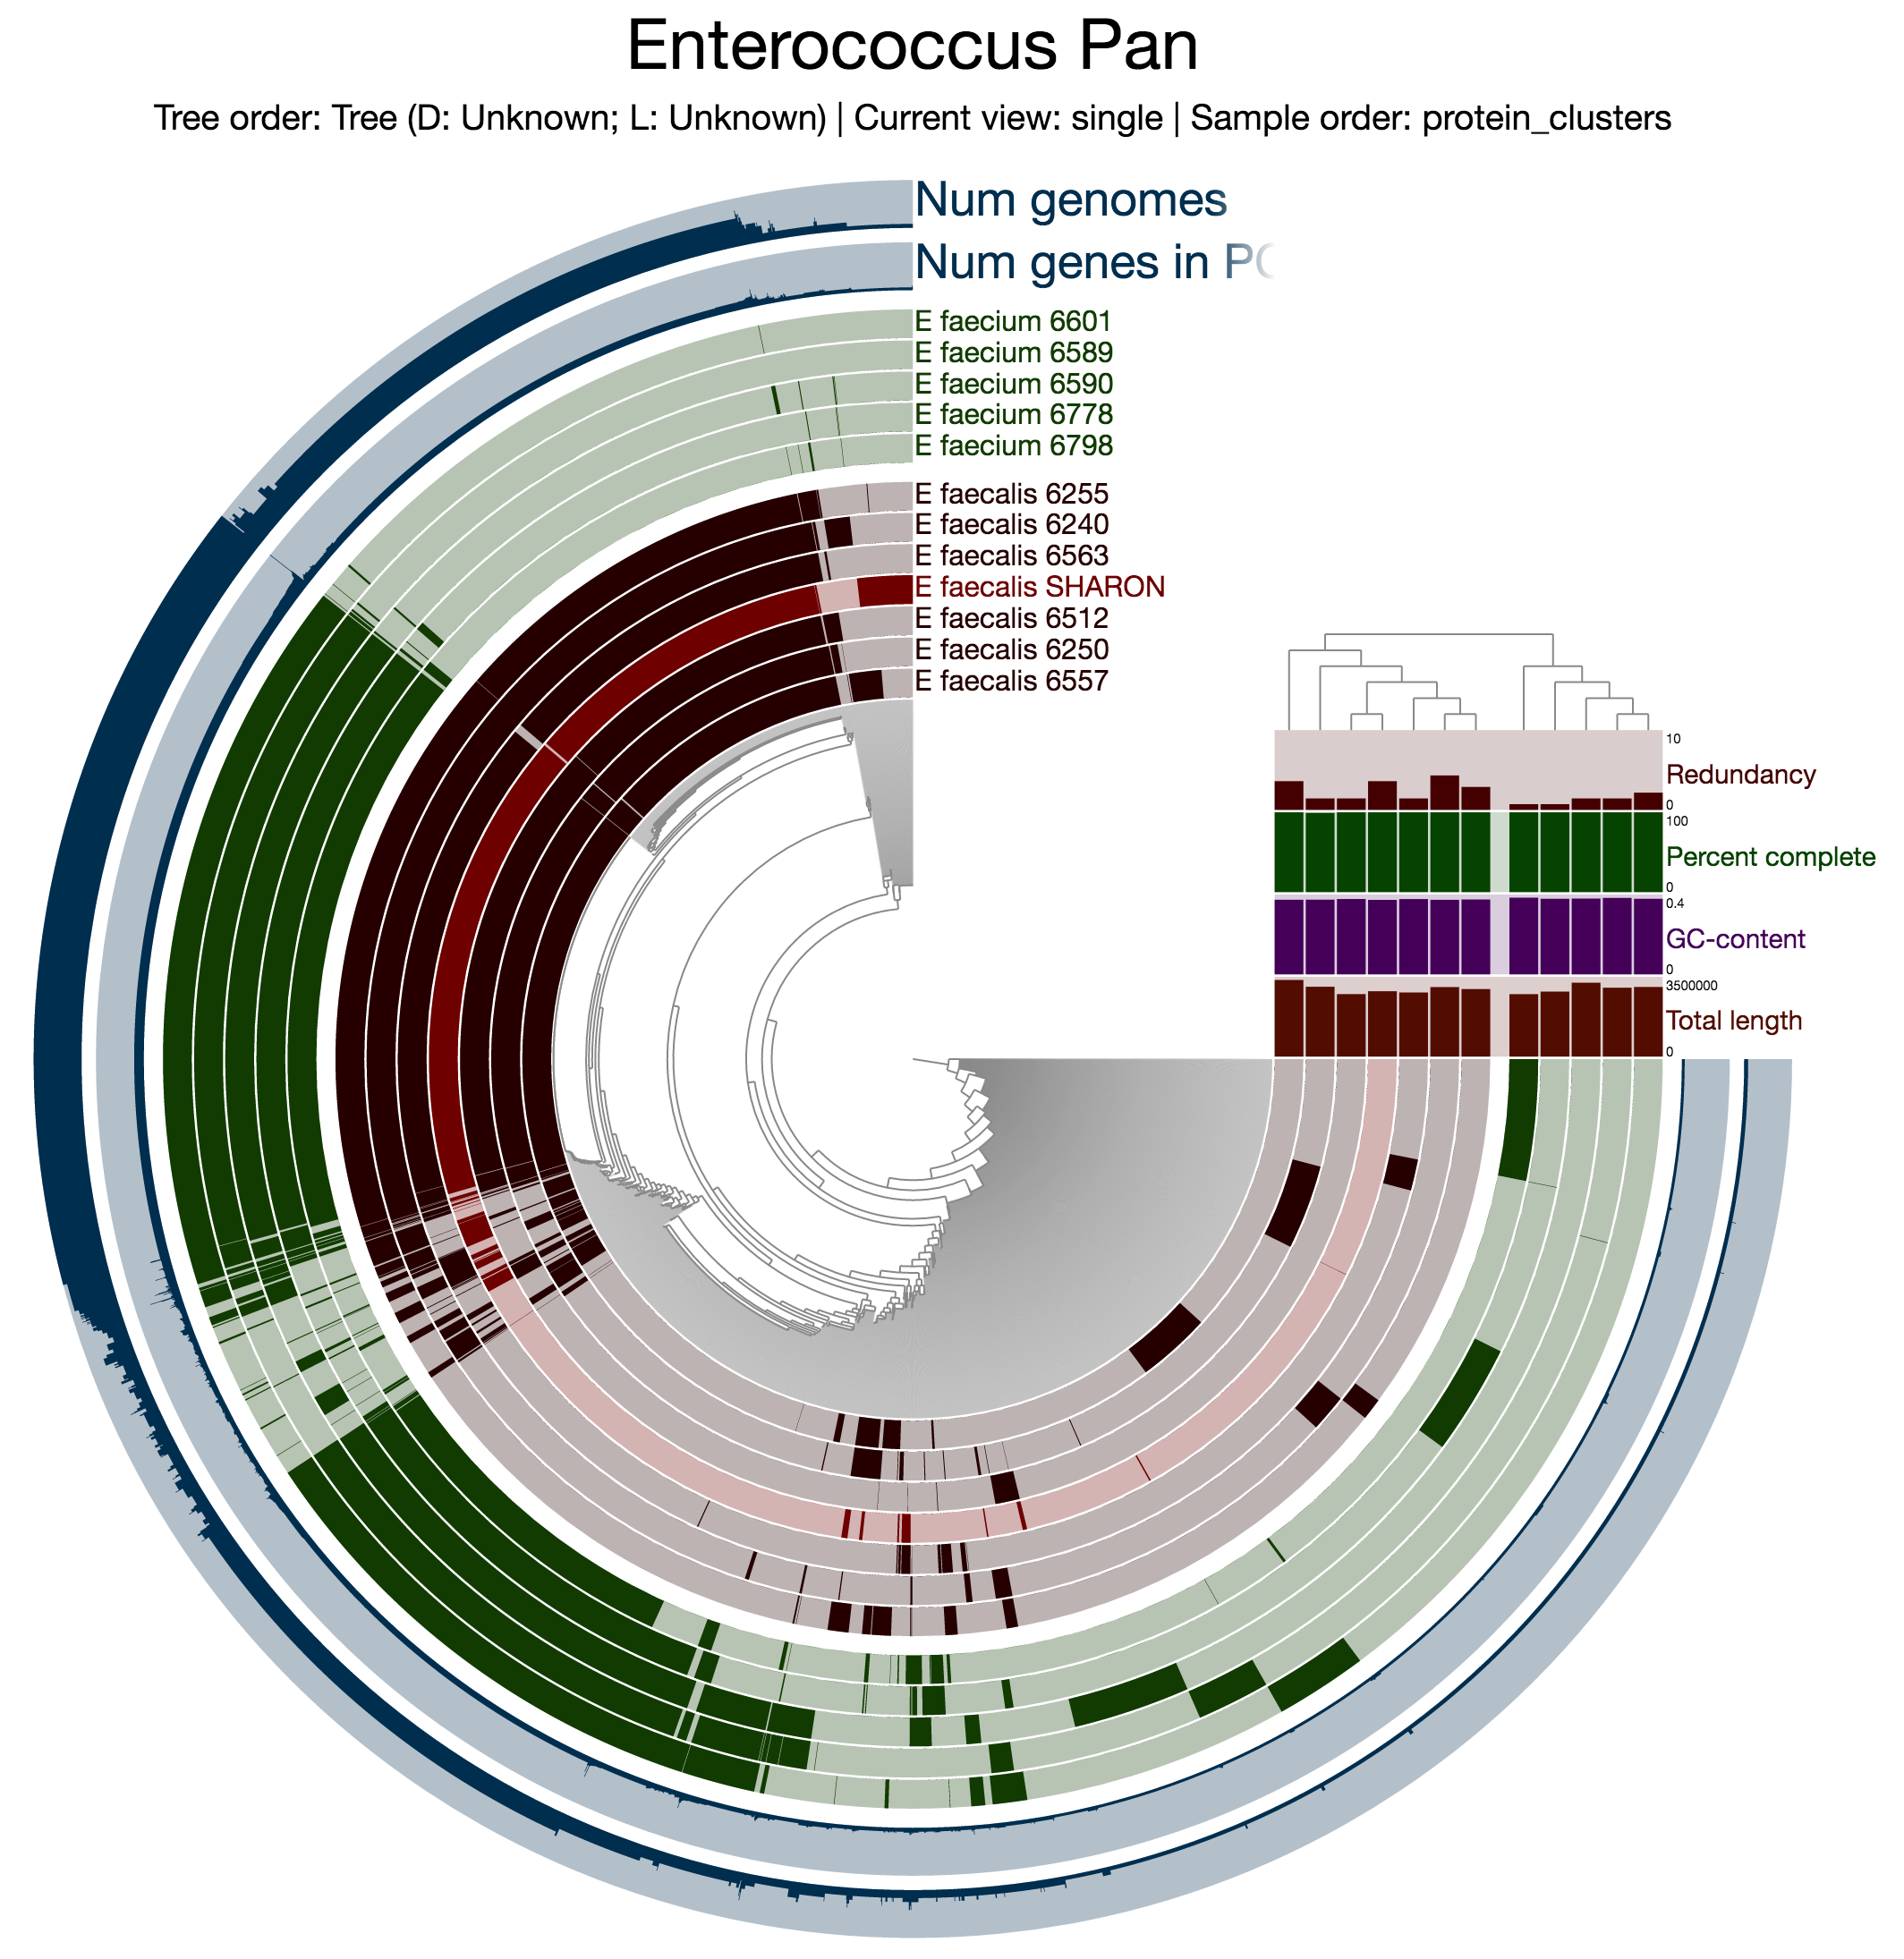 Enterococcus Pan
Tree order: Tree (D: Unknown; L: Unknown) | Current view: single | Sample order: protein_clusters
Num genomes
Num genes in PC
E faecium 6601
E faecium 6589
E faecium 6590
E faecium 6778
E faecium 6798
E faecalis 6255
E faecalis 6240
E faecalis 6563
E faecalis SHARON
E faecalis 6512
E faecalis 6250
E faecalis 6557
10
Redundancy
0
100
Percent complete
0
0.4
GC-content
0
3500000
Total length
0